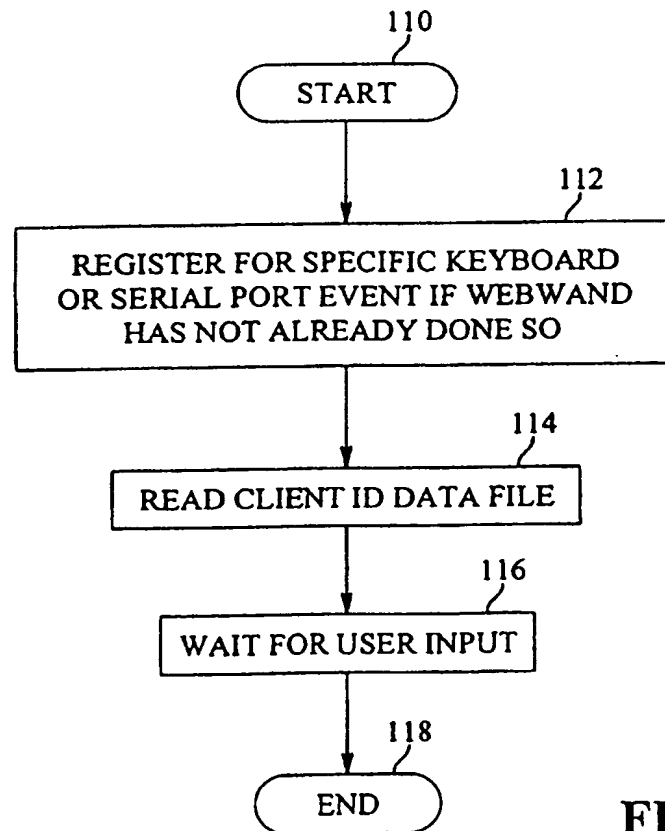 110
START
112
REGISTER FOR SPECIFIC KEYBOARD
OR SERIAL PORT EVENT IF WEBWAND
HAS NOT ALREADY DONE SO
114
READ CLIENT ID DATA FILE
116
WAIT FOR USER INPUT
118
END